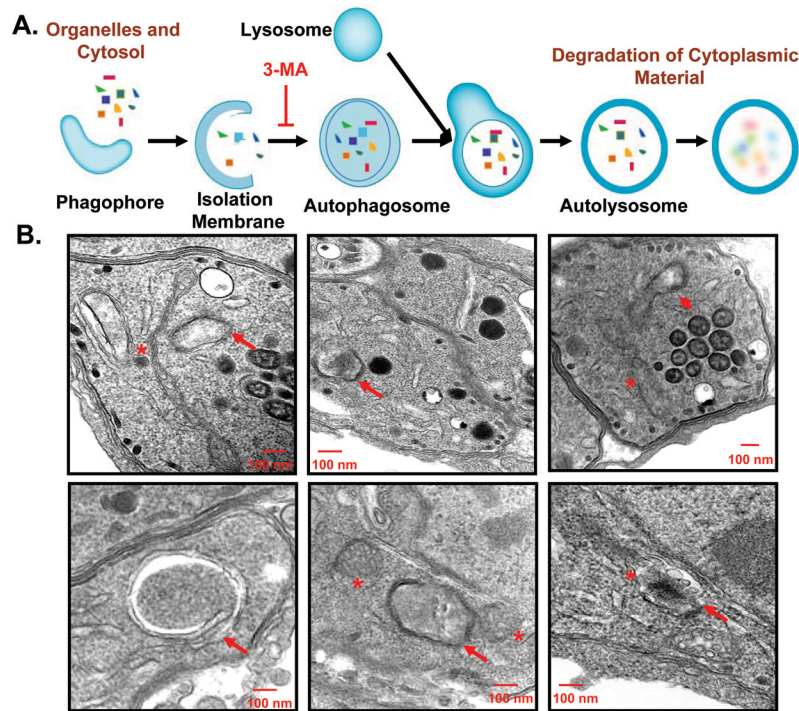 A.
Organelles and
Cytosol
Lysosome
3-MA
Degradation of Cytoplasmic
Material
Phagophore
Isolation
Membrane
Autophagosome
Autolysosome
B.
*
100 nm
100 nm
*
100 nm
100 nm
*
*
100 nm
*
100 nm